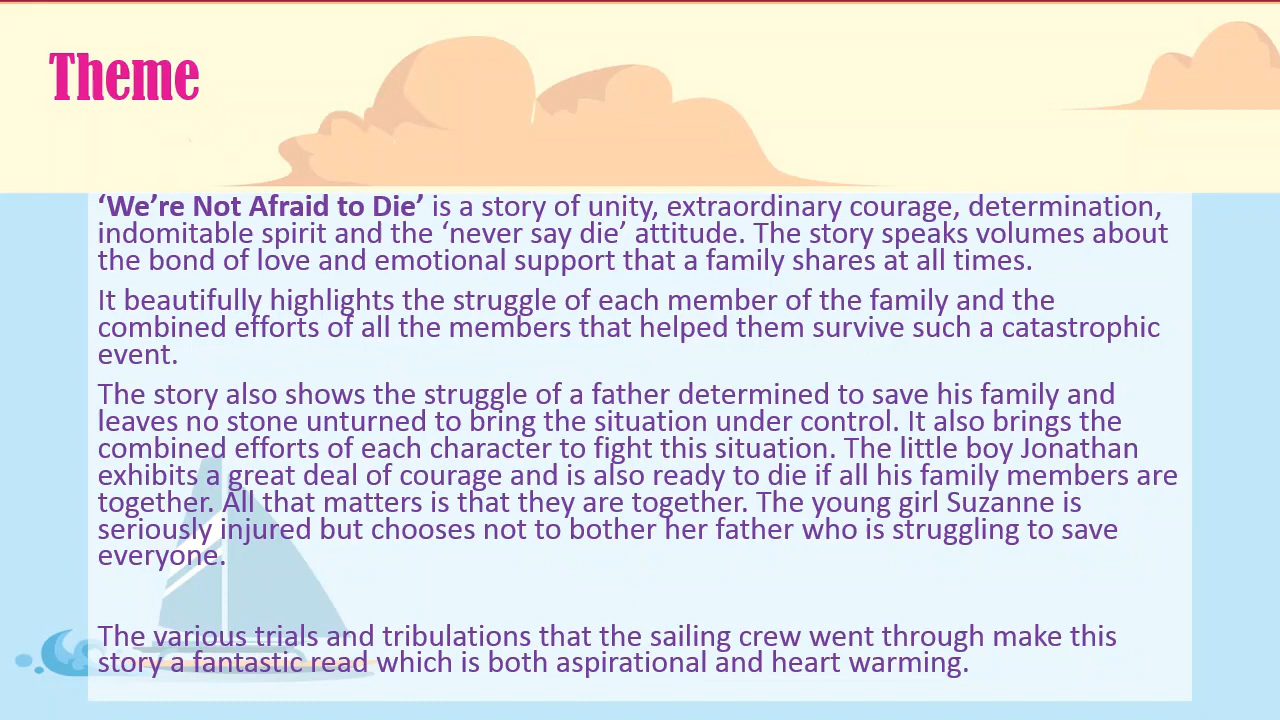 Theme
‘We’re Not Afraid to Die’ is a story of unity, extraordinary courage, determination,
indomitable spirit and the ‘never say die’ attitude. The story speaks volumes about
the bond of love and emotional support that a family shares at all times.
It beautifully highlights the struggle of each member of the family and the
combined efforts of all the members that helped them survive such a catastrophic
event.
The story also shows the struggle of a father determined to save his family and
leaves no stone unturned to bring the situation under control. It also brings the
combined efforts of each character to fight this situation. The little boy Jonathan
exhibits a great deal of courage and is also ready to die if all his family members are
together. All that matters is that they are together. The young girl Suzanne is
seriously injured but chooses not to bother her father who is struggling to save
everyone.
The various trials and tribulations that the sailing crew went through make this
story a fantastic read which is both aspirational and heart warming.